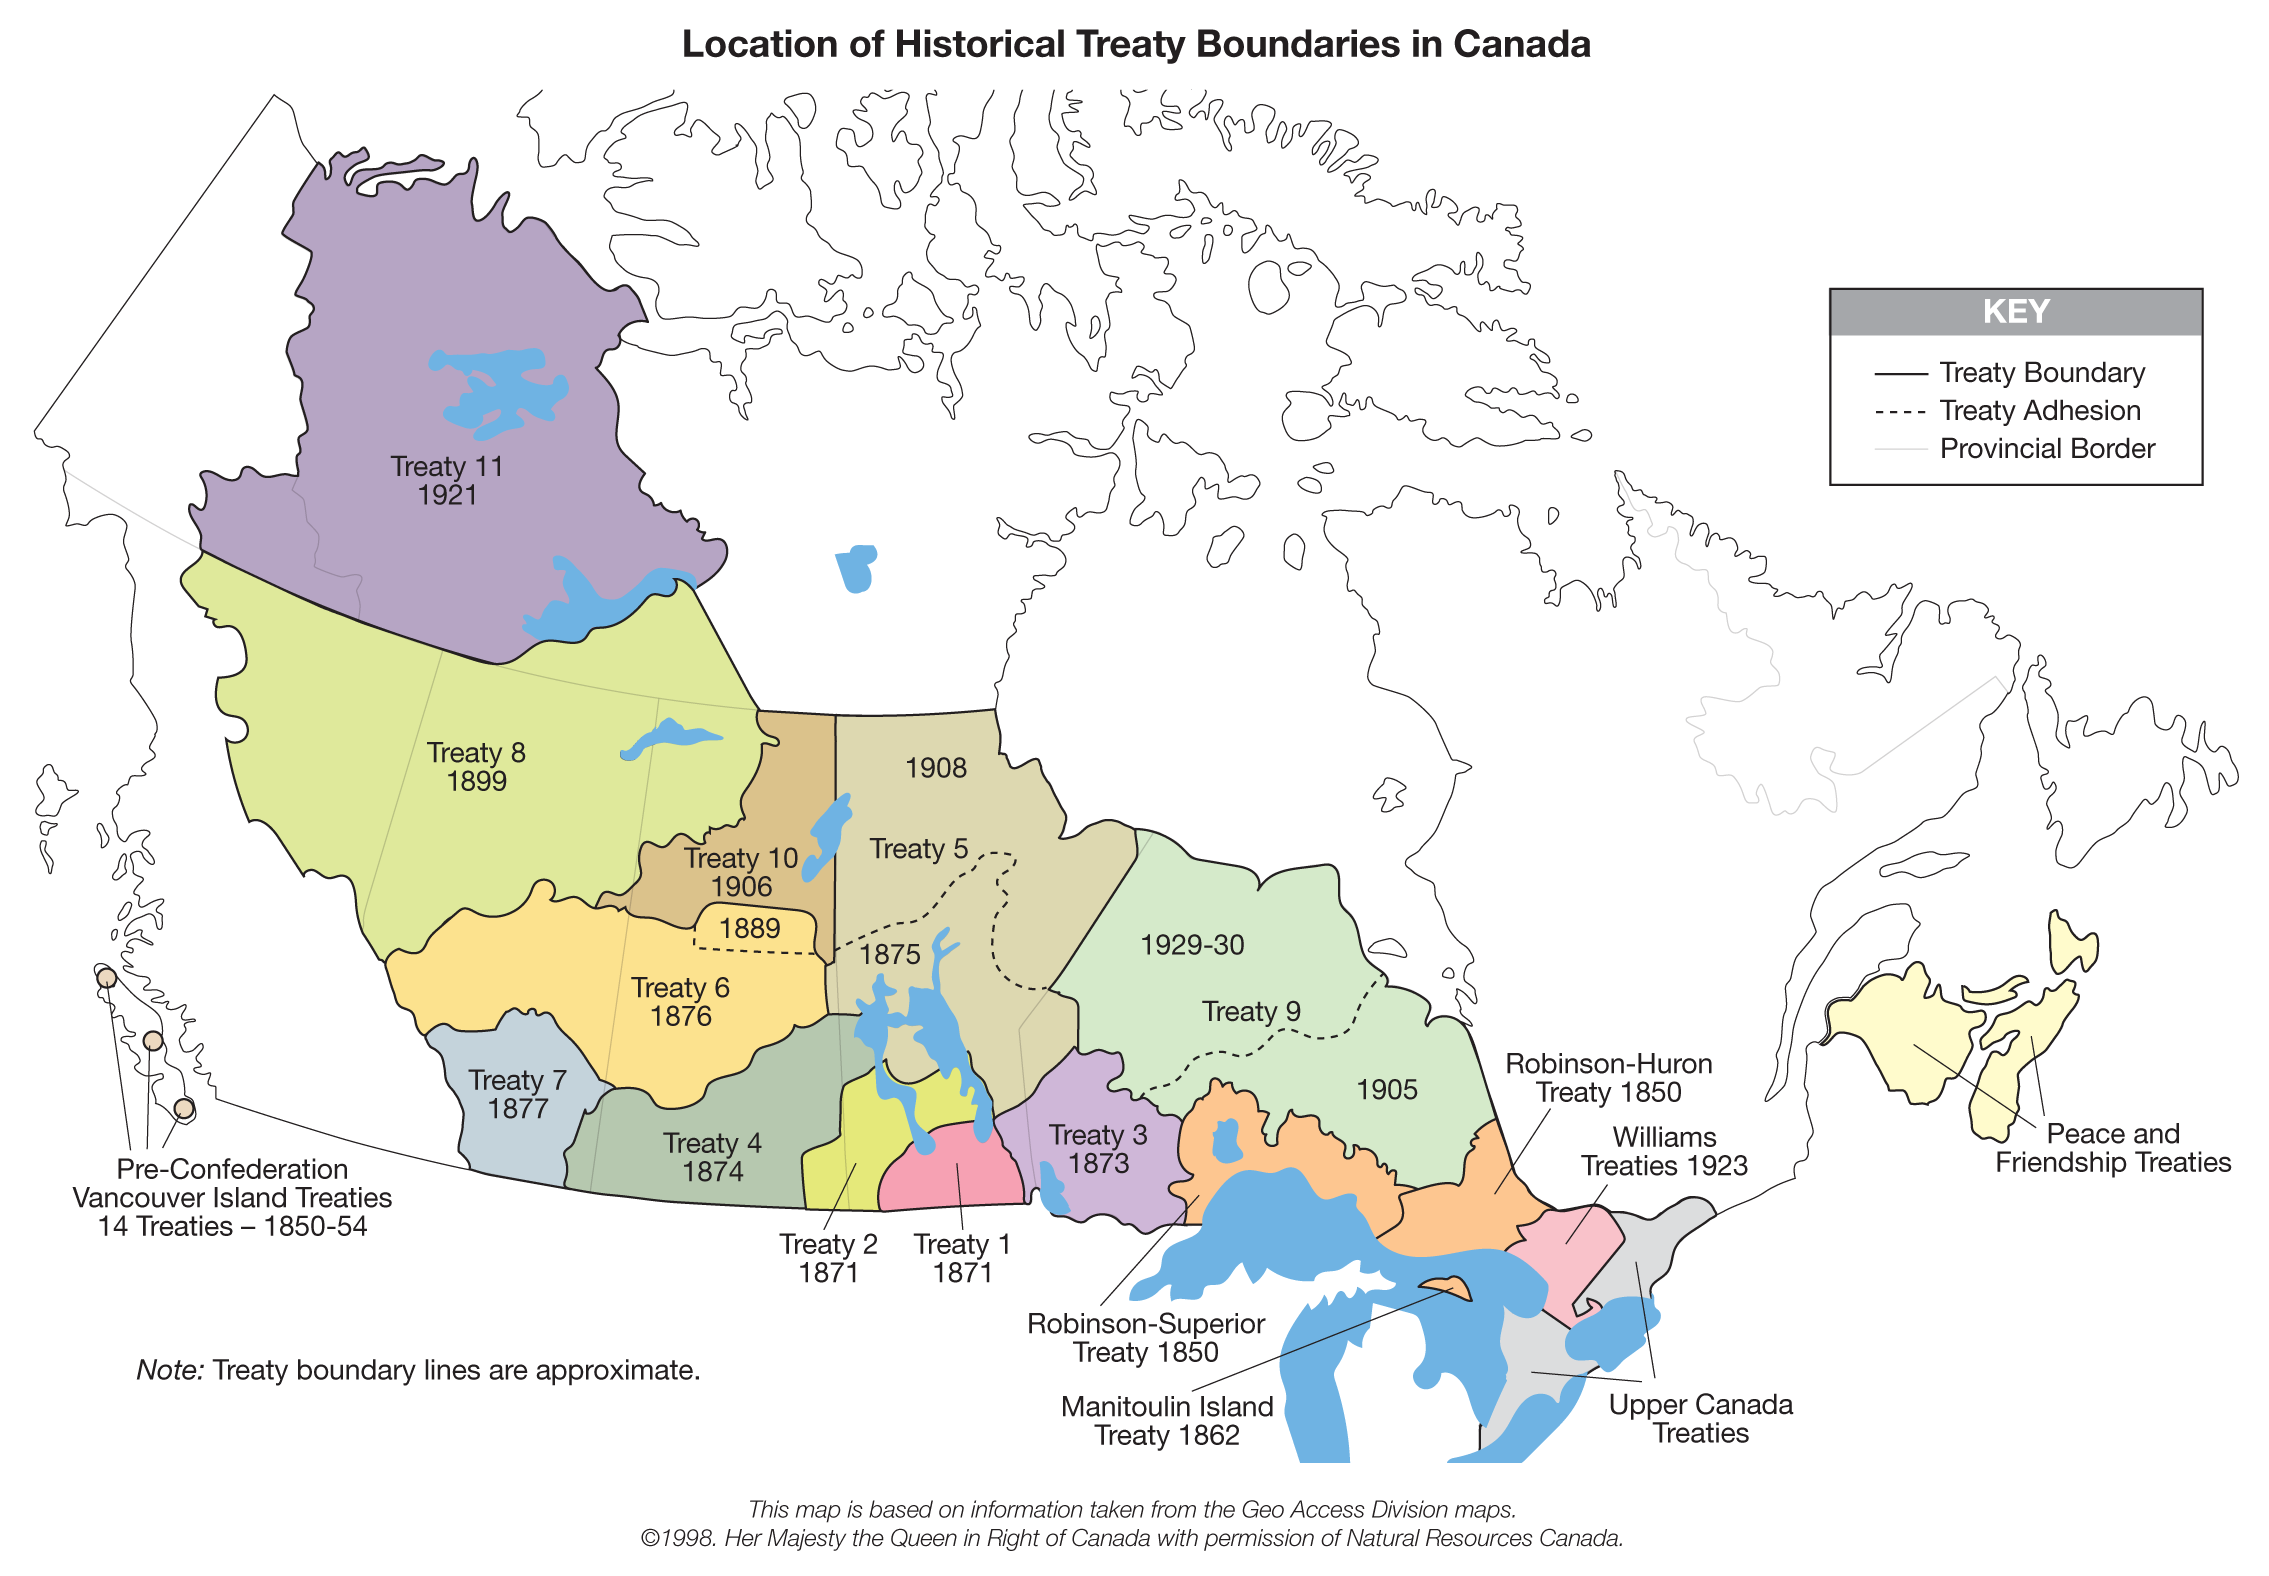 Location of Historical Treaty Boundaries in Canada
KEY
Treaty Boundary
Treaty Adhesion
Provincial Border
Treaty 11
1921
Treaty 8
1899
1908
Treaty 5
Treaty 10
1906
1889
1875
1929-30
Treaty 6
1876
Treaty 9
Treaty 7
1877
1905
Robinson-Huron
Treaty 1850
Treaty 4
1874
Treaty 3
1873
Williams
Treaties 1923
Peace and
Friendship Treaties
Pre-Confederation
Vancouver Island Treaties
14 Treaties – 1850-54
Treaty 2
1871
Treaty 1
1871
Robinson-Superior
Treaty 1850
Note: Treaty boundary lines are approximate.
Manitoulin Island
Treaty 1862
Upper Canada
Treaties
This map is based on information taken from the Geo Access Division maps.
©1998. Her Majesty the Queen in Right of Canada with permission of Natural Resources Canada.